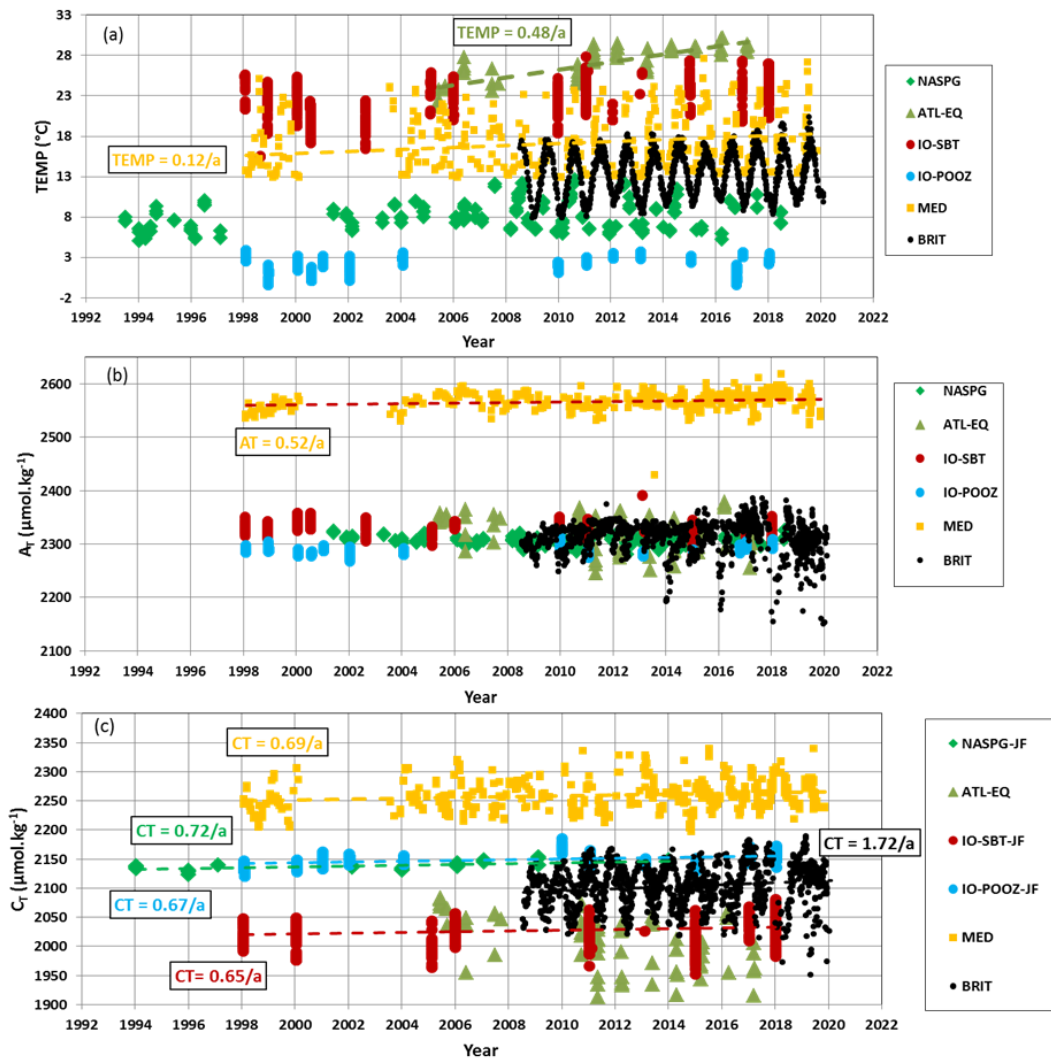 (a)
TEMP = 0.48/a
TEMP = 0.12/a
TEMP (°C)
33
28
23
18
13
8
3
-2
1992 1994 1996 1998 2000 2002 2004 2006 2008 2010 2012 2014 2016 2018 2020 2022
Year
NASPG
ATL-EQ
IO-SBT
IO-POOZ
MED
BRIT
(b)
AT = 0.52/a
Aₜ (µmol.kg⁻¹)
2600
2500
2400
2300
2200
2100
1992 1994 1996 1998 2000 2002 2004 2006 2008 2010 2012 2014 2016 2018 2020 2022
Year
NASPG
ATL-EQ
IO-SBT
IO-POOZ
MED
BRIT
(c)
CT = 0.69/a
CT = 0.72/a
CT = 1.72/a
CT = 0.67/a
CT= 0.65/a
Cₜ (µmol.kg⁻¹)
2400
2350
2300
2250
2200
2150
2100
2050
2000
1950
1900
1992 1994 1996 1998 2000 2002 2004 2006 2008 2010 2012 2014 2016 2018 2020 2022
Year
NASPG-JF
ATL-EQ
IO-SBT-JF
IO-POOZ-JF
MED
BRIT